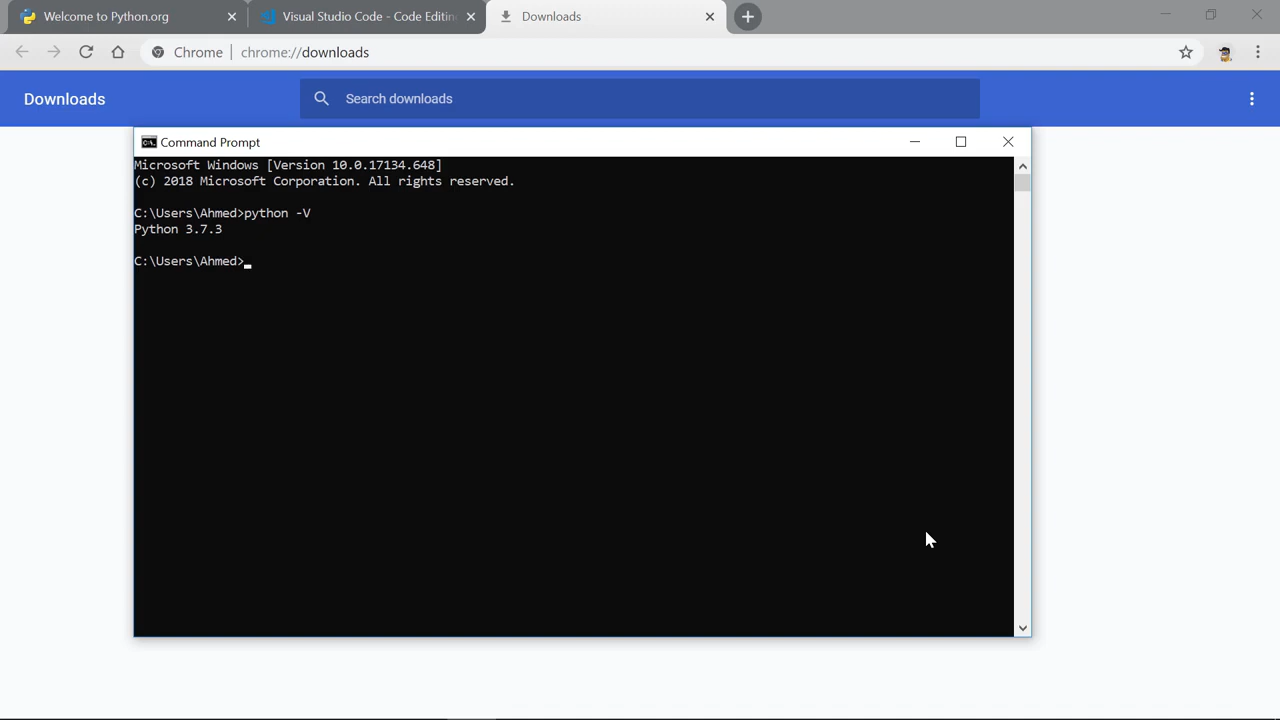 Welcome to Python.org
Visual Studio Code - Code Editin
Downloads
Chrome | chrome://downloads
Downloads
Search downloads
Command Prompt
Microsoft Windows [Version 10.0.17134.648]
(c) 2018 Microsoft Corporation. All rights reserved.
C:\Users\Ahmed>python -V
Python 3.7.3
C:\Users\Ahmed>